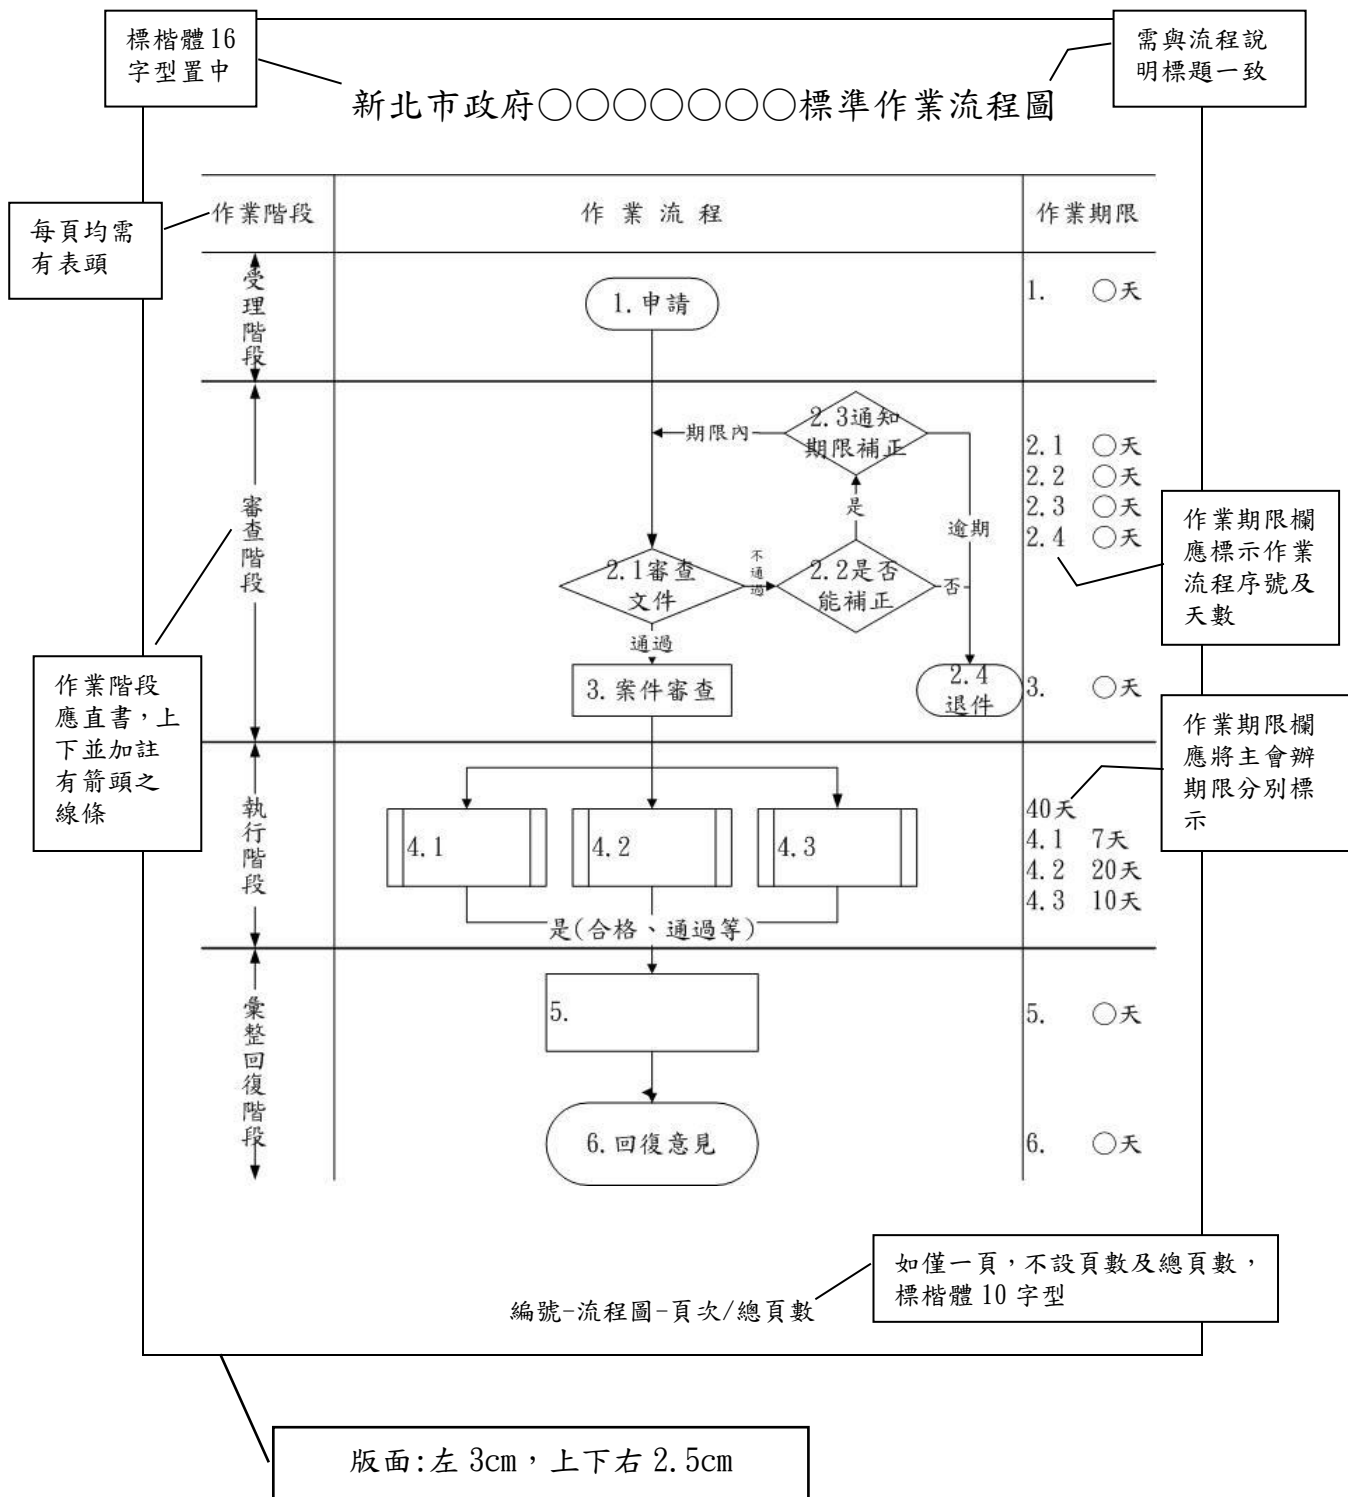 標楷體16
字型置中
需與流程說
明標題一致
新北市政府○○○○○○○標準作業流程圖
每頁均需
有表頭
作業階段
作 業 流 程
作業期限
受理階段
1.申請
1. ○天
審查階段
2.3通知
期限補正
期限內
是
逾期
2.1審查
文件
不通過
2.2是否
能補正
否
通過
3.案件審查
2.4
退件
2.1 ○天
2.2 ○天
2.3 ○天
2.4 ○天
3. ○天
作業期限欄
應標示作業
流程序號及
天數
作業階段
應直書，上
下並加註
有箭頭之
線條
作業期限欄
應將主會辦
期限分別標
示
執行階段
4.1
4.2
4.3
是(合格、通過等)
40天
4.1 7天
4.2 20天
4.3 10天
彙整回復階段
5.
5. ○天
6.回復意見
6. ○天
如僅一頁，不設頁數及總頁數，
標楷體 10 字型
編號-流程圖-頁次/總頁數
版面:左 3cm，上下右 2.5cm